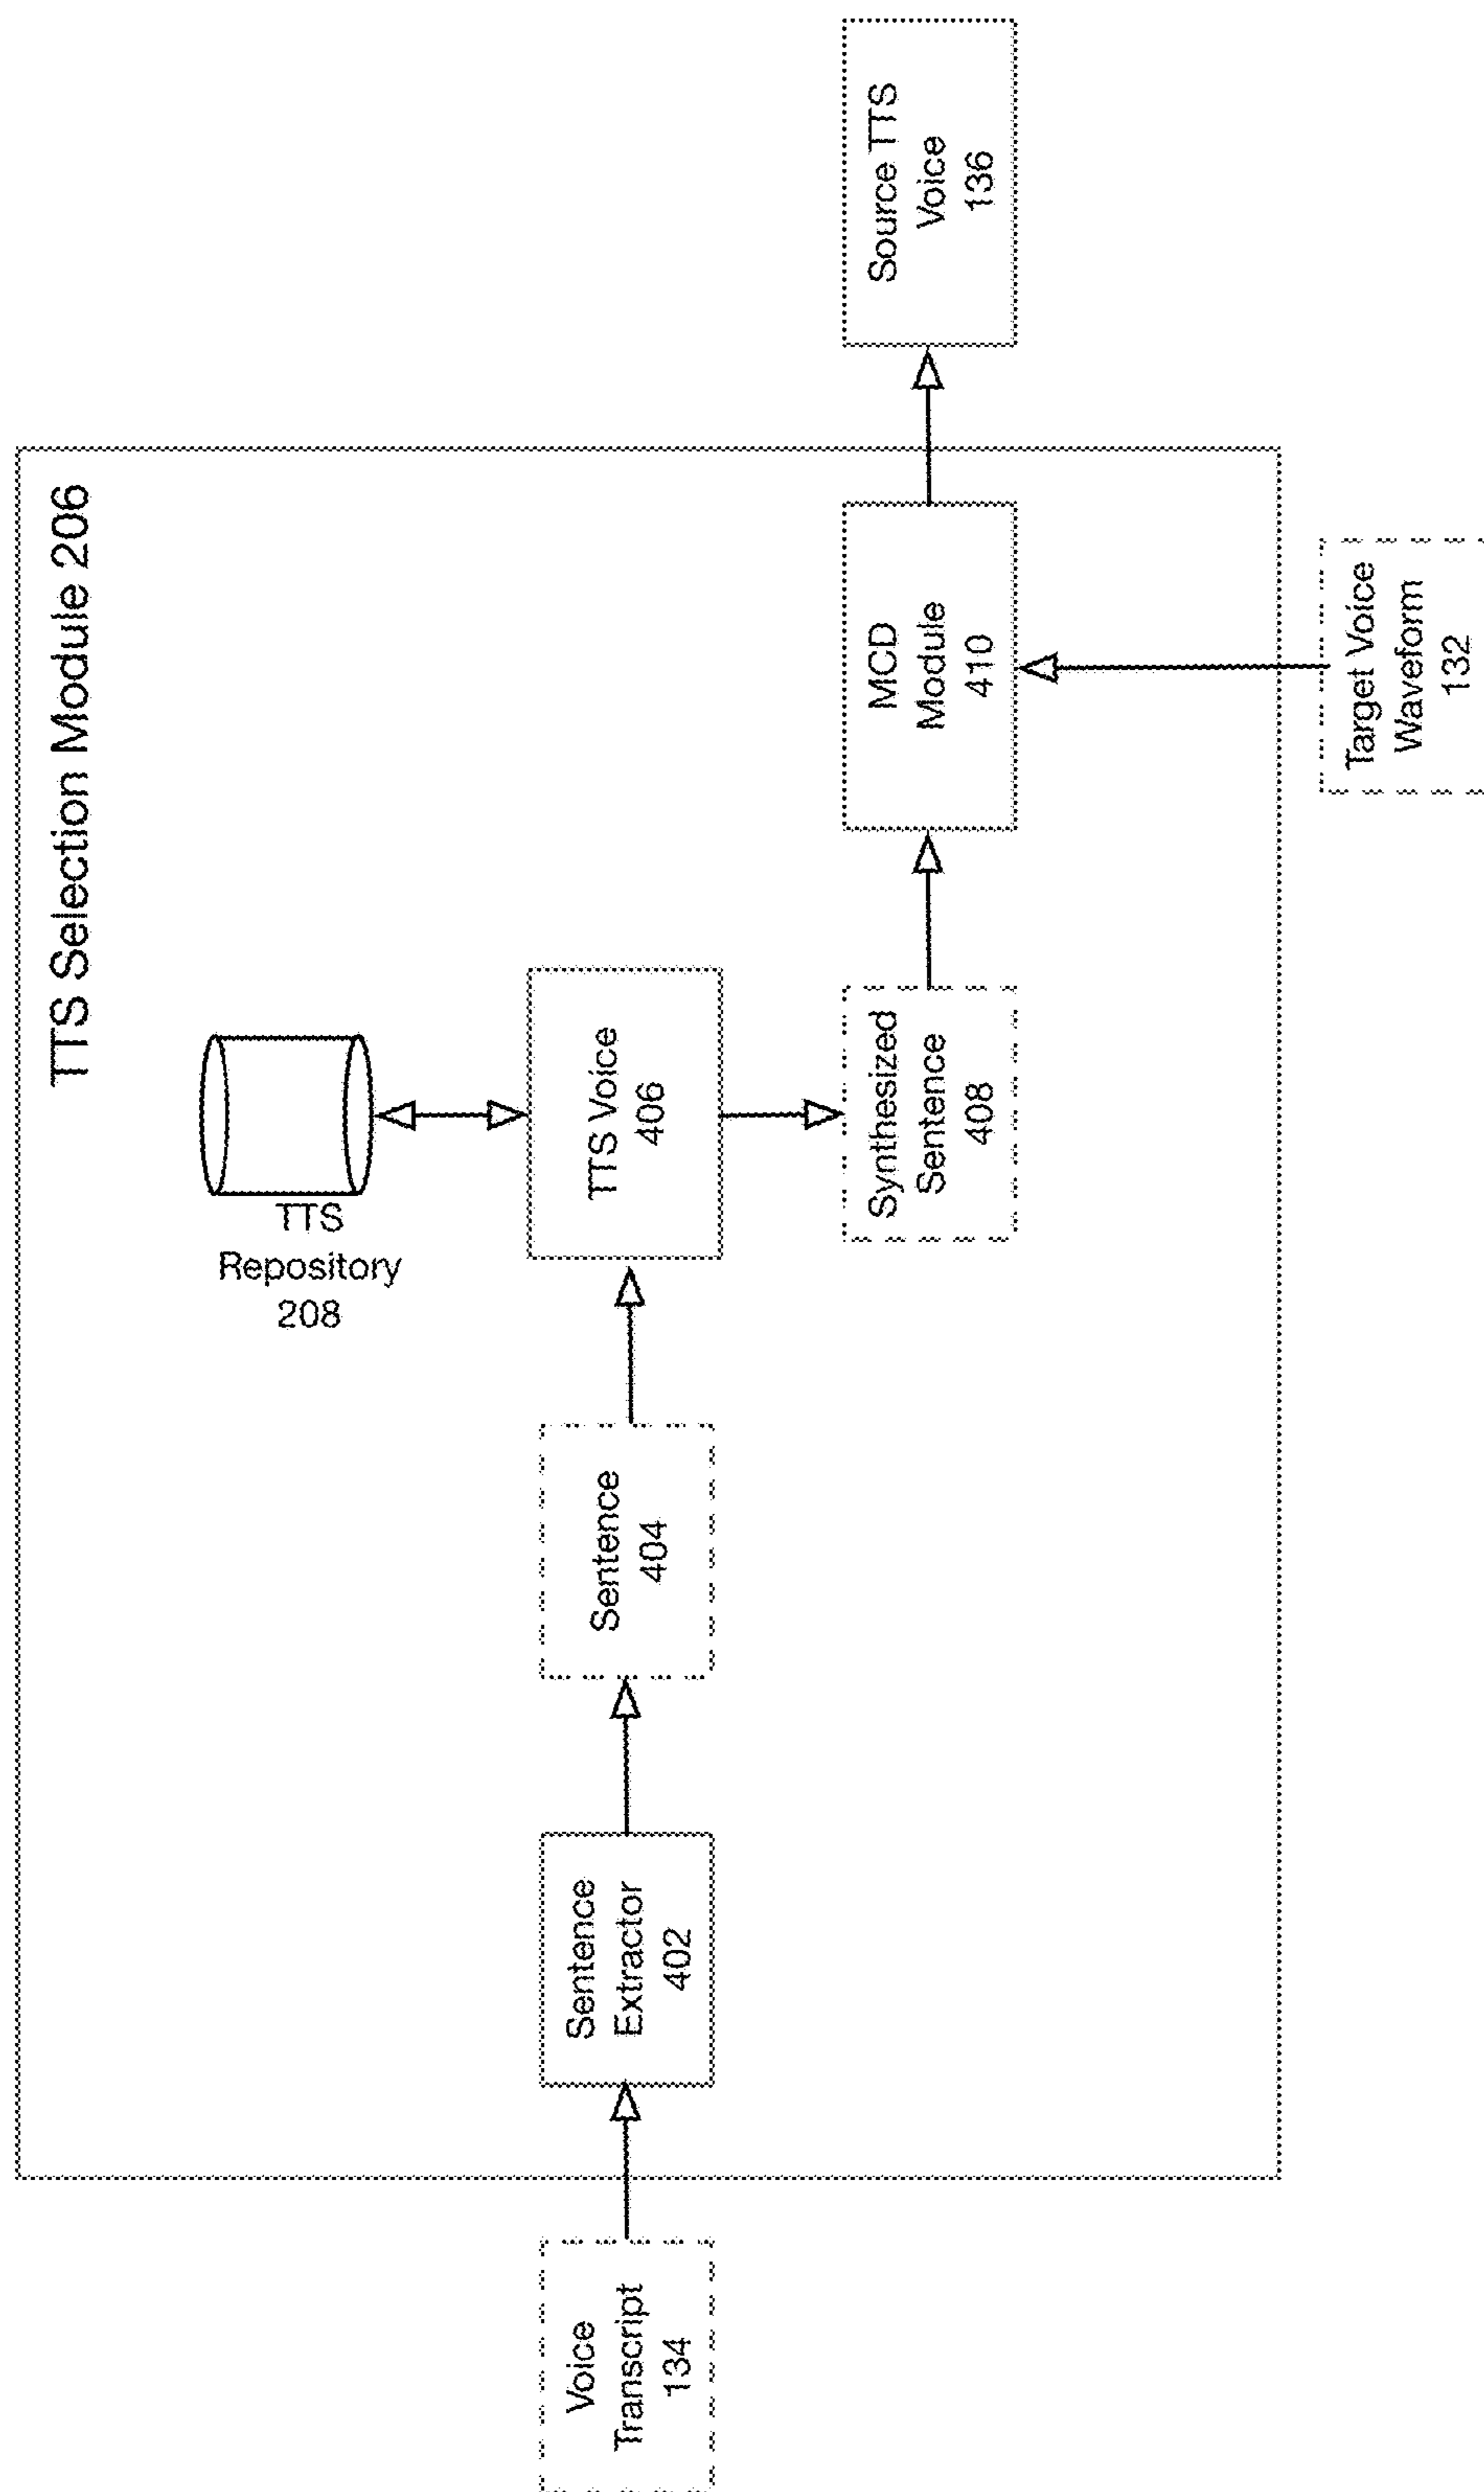 TTS Selection Module 206
TTS
Repository
208
Voice
Transcript
134
Sentence
Extractor
402
Sentence
404
TTS Voice
406
Synthesized
Sentence
408
MCD
Module
410
Source TTS
Voice
136
Target Voice
Waveform
132